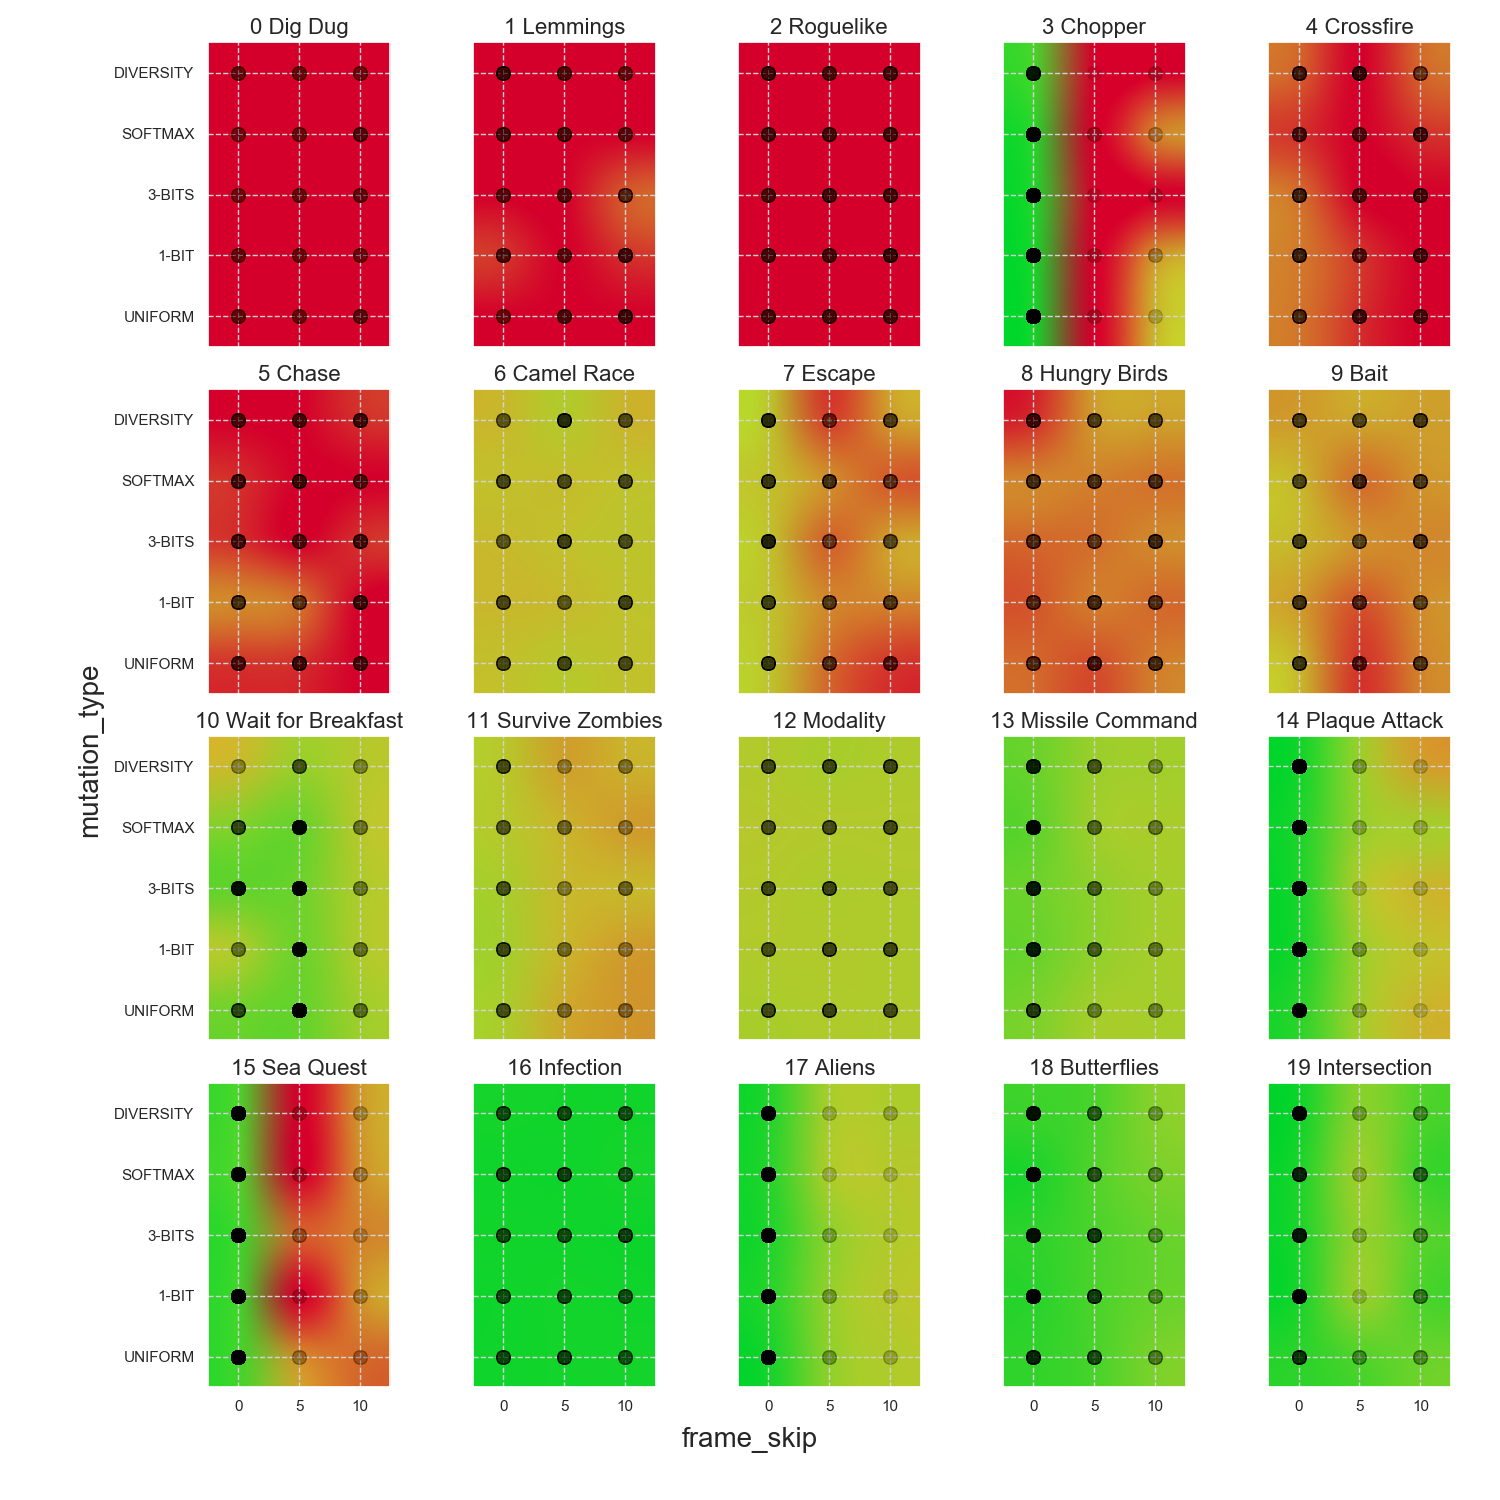 0 Dig Dug
1 Lemmings
2 Roguelike
3 Chopper
4 Crossfire
DIVERSITY
SOFTMAX
3-BITS
1-BIT
UNIFORM
5 Chase
6 Camel Race
7 Escape
8 Hungry Birds
9 Bait
DIVERSITY
SOFTMAX
3-BITS
1-BIT
UNIFORM
mutation_type
10 Wait for Breakfast
11 Survive Zombies
12 Modality
13 Missile Command
14 Plaque Attack
DIVERSITY
SOFTMAX
3-BITS
1-BIT
UNIFORM
15 Sea Quest
16 Infection
17 Aliens
18 Butterflies
19 Intersection
DIVERSITY
SOFTMAX
3-BITS
1-BIT
UNIFORM
0 5 10
0 5 10
0 5 10
0 5 10
0 5 10
frame_skip